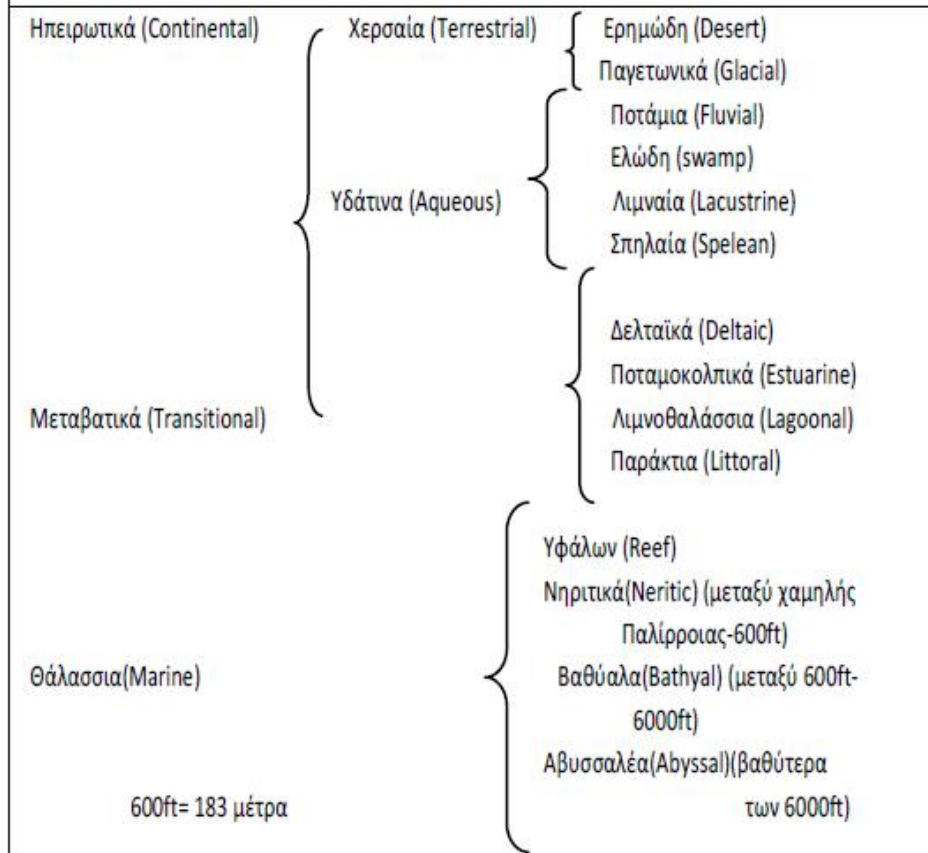 Ηπειρωτικά (Continental) Χερσαία (Terrestrial) Ερημώδη (Desert)
Παγετωνικά (Glacial)
Ποτάμια (Fluvial)
Ελώδη (swamp)
Υδάτινα (Aqueous) Λιμναία (Lacustrine)
Σπηλαία (Spelean)
Δελταϊκά (Deltaic)
Ποταμοκολπικά (Estuarine)
Μεταβατικά (Transitional) Λιμνοθαλάσσια (Lagoonal)
Παράκτια (Littoral)
Υφάλων (Reef)
Νηριτικά(Neritic) (μεταξύ χαμηλής
Παλίρροιας-600ft)
Θάλασσια(Marine) Βαθύαλα(Bathyal) (μεταξύ 600ft-
6000ft)
Αβυσσαλέα(Abyssal)(βαθύτερα
600ft= 183 μέτρα των 6000ft)